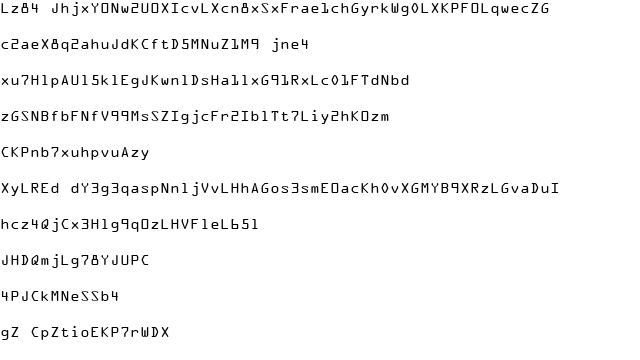 Lz84 JhjxYONw2UOXIcvLXcn8xSxFrae1chGyrkWg0LXKPFOLqwecZG
c2aeX8q2ahuJdKCftD5MNuZ1M9 jne4
xu7H1pAU15k1EgJKwn1DsHa11xG91RxLc01FTdNbd
zGSNBfbFNfV99MsSZIgjcFr2Ib1Tt7Liy2hKOzm
CKPnb7xuhpvuAzy
XyLREd dY3g3qaspNn1jVvLHhAGos3smEOacKh0vXGMYB9XRzLGvaDuI
hcz4QjCx3H1g9qOzLHVF1eL651
JHDQmjLg78YJUPC
4PJCkMNeSSb4
gZ CpZtioEKP7rWDX